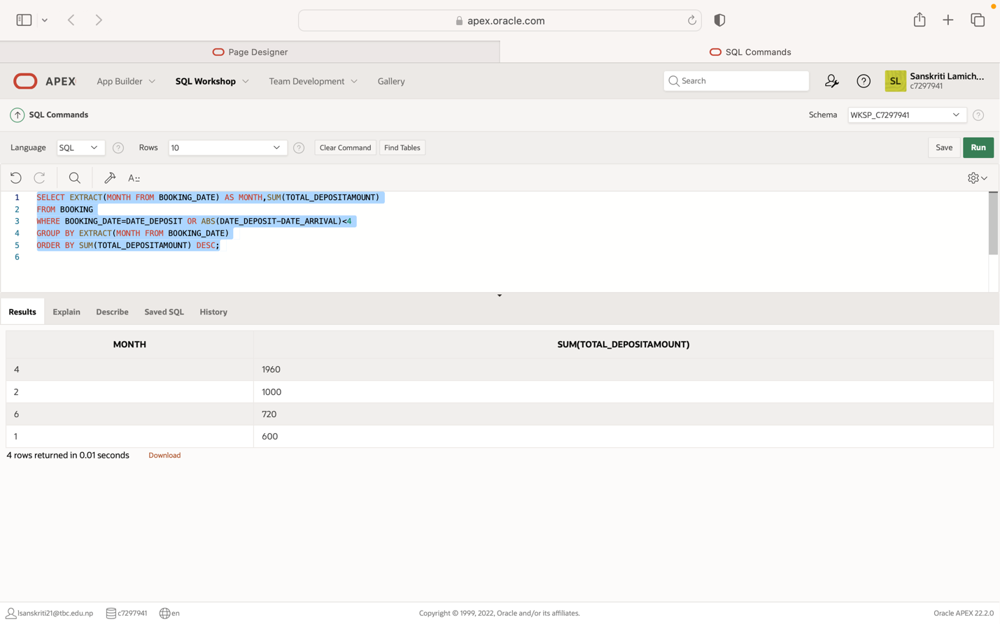 apex.oracle.com
Page Designer
SQL Commands
APEX
App Builder
SQL Workshop
Team Development
Gallery
Search
SL
Sanskriti Lamich...
c7297941
SQL Commands
Schema
WKSP_C7297941
Language
SQL
Rows
10
Clear Command
Find Tables
Save
Run
A::
1 SELECT EXTRACT(MONTH FROM BOOKING_DATE) AS MONTH,SUM(TOTAL_DEPOSITAMOUNT)
2 FROM BOOKING
3 WHERE BOOKING_DATE=DATE_DEPOSIT OR ABS(DATE_DEPOSIT-DATE_ARRIVAL)<4
4 GROUP BY EXTRACT(MONTH FROM BOOKING_DATE)
5 ORDER BY SUM(TOTAL_DEPOSITAMOUNT) DESC;
6
Results Explain Describe Saved SQL History
MONTH SUM(TOTAL_DEPOSITAMOUNT)
4 1960
2 1000
6 720
1 600
4 rows returned in 0.01 seconds Download
lsanskriti21@tbc.edu.np c7297941 en Copyright © 1999, 2022, Oracle and/or its affiliates. Oracle APEX 22.2.0